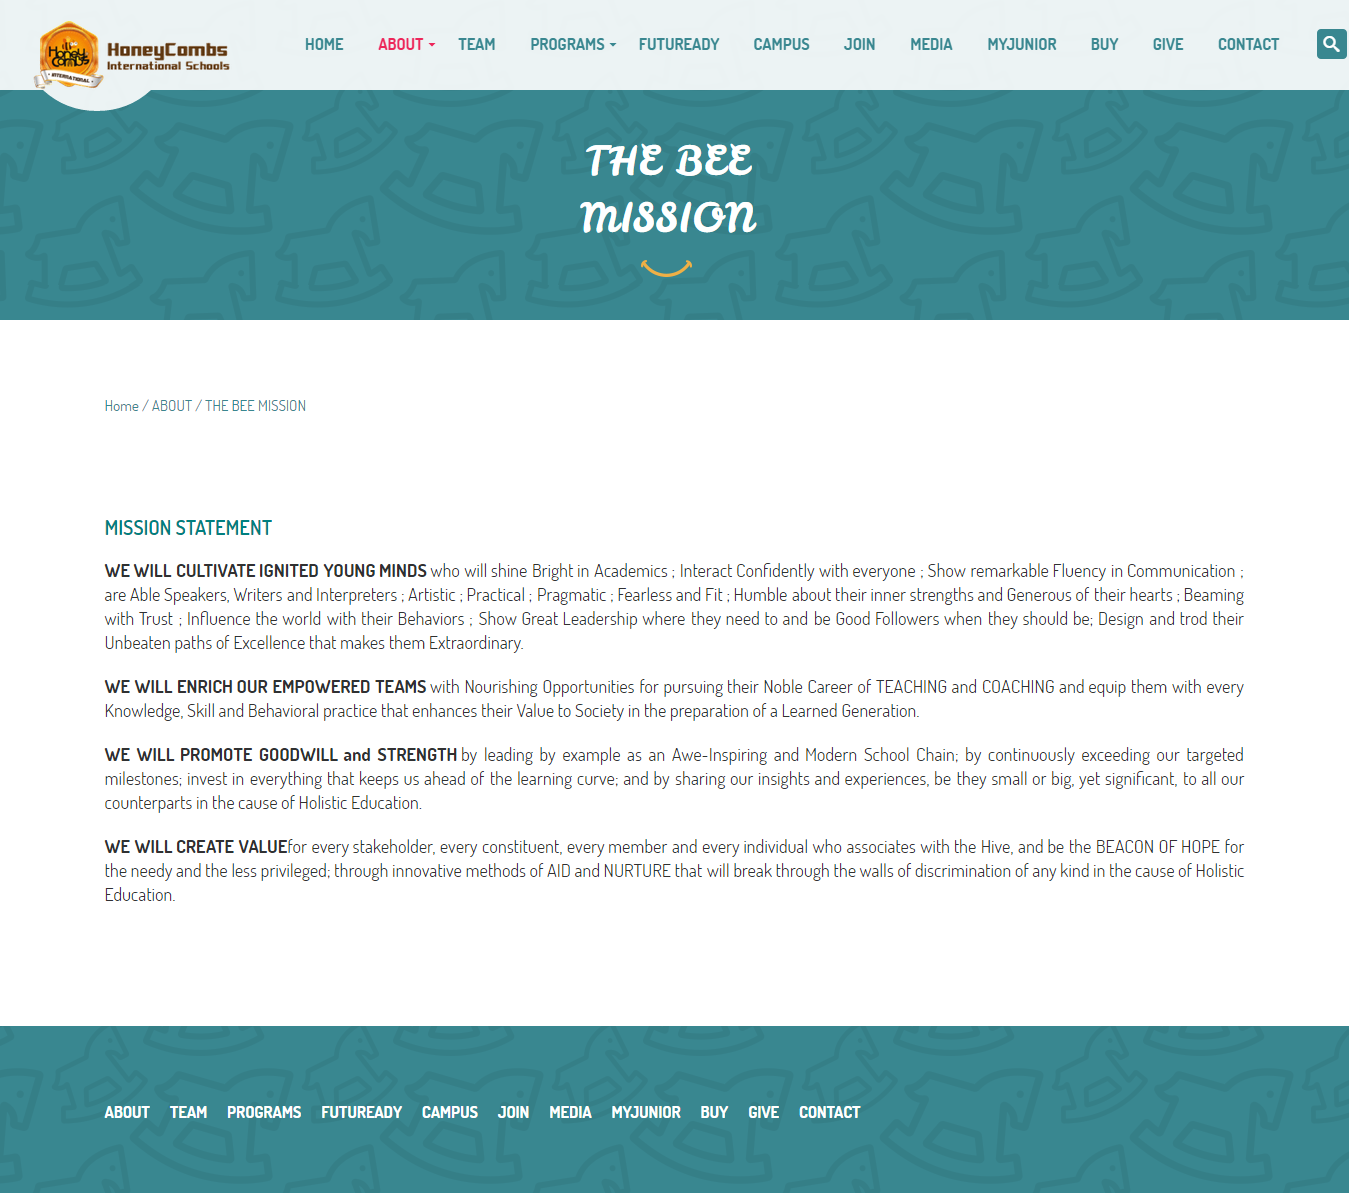 Honey Combs
INTERNATIONAL
HoneyCombs
International Schools
HOME ABOUT TEAM PROGRAMS FUTUREADY CAMPUS JOIN MEDIA MYJUNIOR BUY GIVE CONTACT
THE BEE
MISSION
Home / ABOUT / THE BEE MISSION
MISSION STATEMENT
WE WILL CULTIVATE IGNITED YOUNG MINDS who will shine Bright in Academics ; Interact Confidently with everyone ; Show remarkable Fluency in Communication ;
are Able Speakers, Writers and Interpreters ; Artistic ; Practical ; Pragmatic ; Fearless and Fit ; Humble about their inner strengths and Generous of their hearts ; Beaming
with Trust ; Influence the world with their Behaviors ; Show Great Leadership where they need to and be Good Followers when they should be; Design and trod their
Unbeaten paths of Excellence that makes them Extraordinary.
WE WILL ENRICH OUR EMPOWERED TEAMS with Nourishing Opportunities for pursuing their Noble Career of TEACHING and COACHING and equip them with every
Knowledge, Skill and Behavioral practice that enhances their Value to Society in the preparation of a Learned Generation.
WE WILL PROMOTE GOODWILL and STRENGTH by leading by example as an Awe-Inspiring and Modern School Chain; by continuously exceeding our targeted
milestones; invest in everything that keeps us ahead of the learning curve; and by sharing our insights and experiences, be they small or big, yet significant, to all our
counterparts in the cause of Holistic Education.
WE WILL CREATE VALUEfor every stakeholder, every constituent, every member and every individual who associates with the Hive, and be the BEACON OF HOPE for
the needy and the less privileged; through innovative methods of AID and NURTURE that will break through the walls of discrimination of any kind in the cause of Holistic
Education.
ABOUT TEAM PROGRAMS FUTUREADY CAMPUS JOIN MEDIA MYJUNIOR BUY GIVE CONTACT